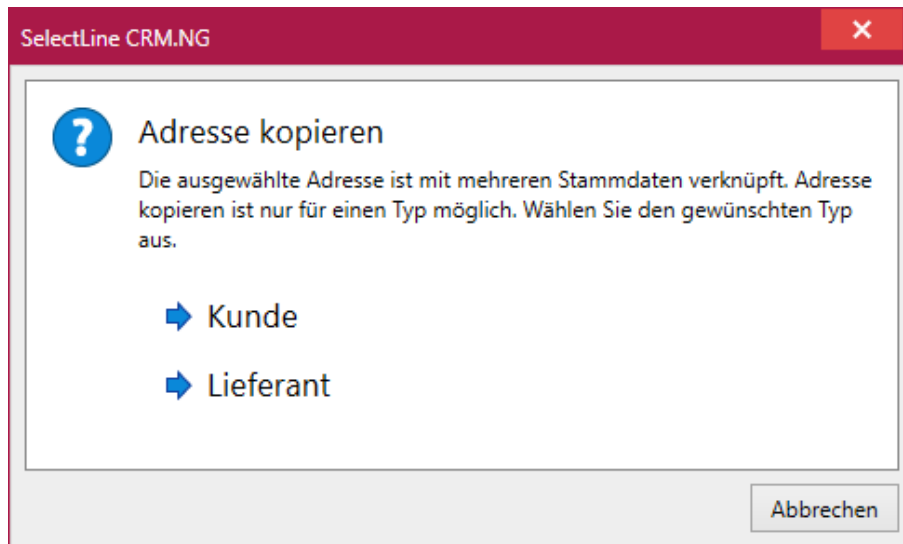 SelectLine CRM.NG
Adresse kopieren
Die ausgewählte Adresse ist mit mehreren Stammdaten verknüpft. Adresse
kopieren ist nur für einen Typ möglich. Wählen Sie den gewünschten Typ
aus.
Kunde
Lieferant
Abbrechen